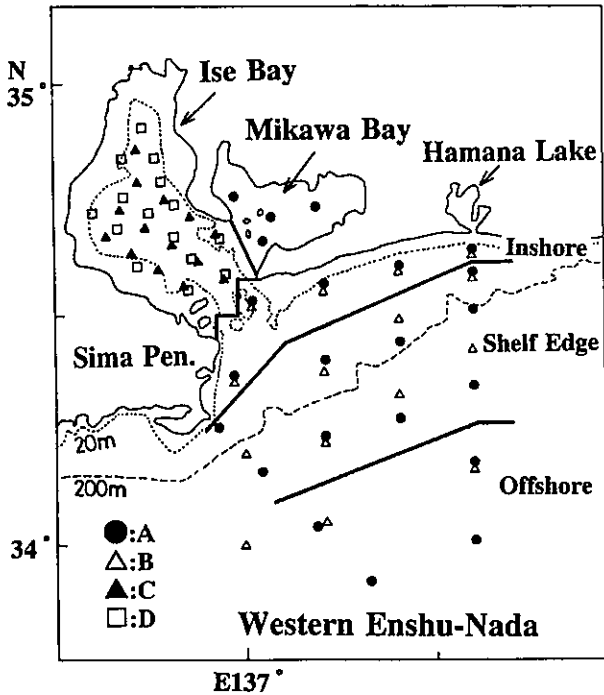 N
35°
Ise Bay
Mikawa Bay
Hamana Lake
Inshore
Sima Pen.
Shelf Edge
20m
200m
Offshore
34°
●:A
△:B
▲:C
□:D
Western Enshu-Nada
E137°